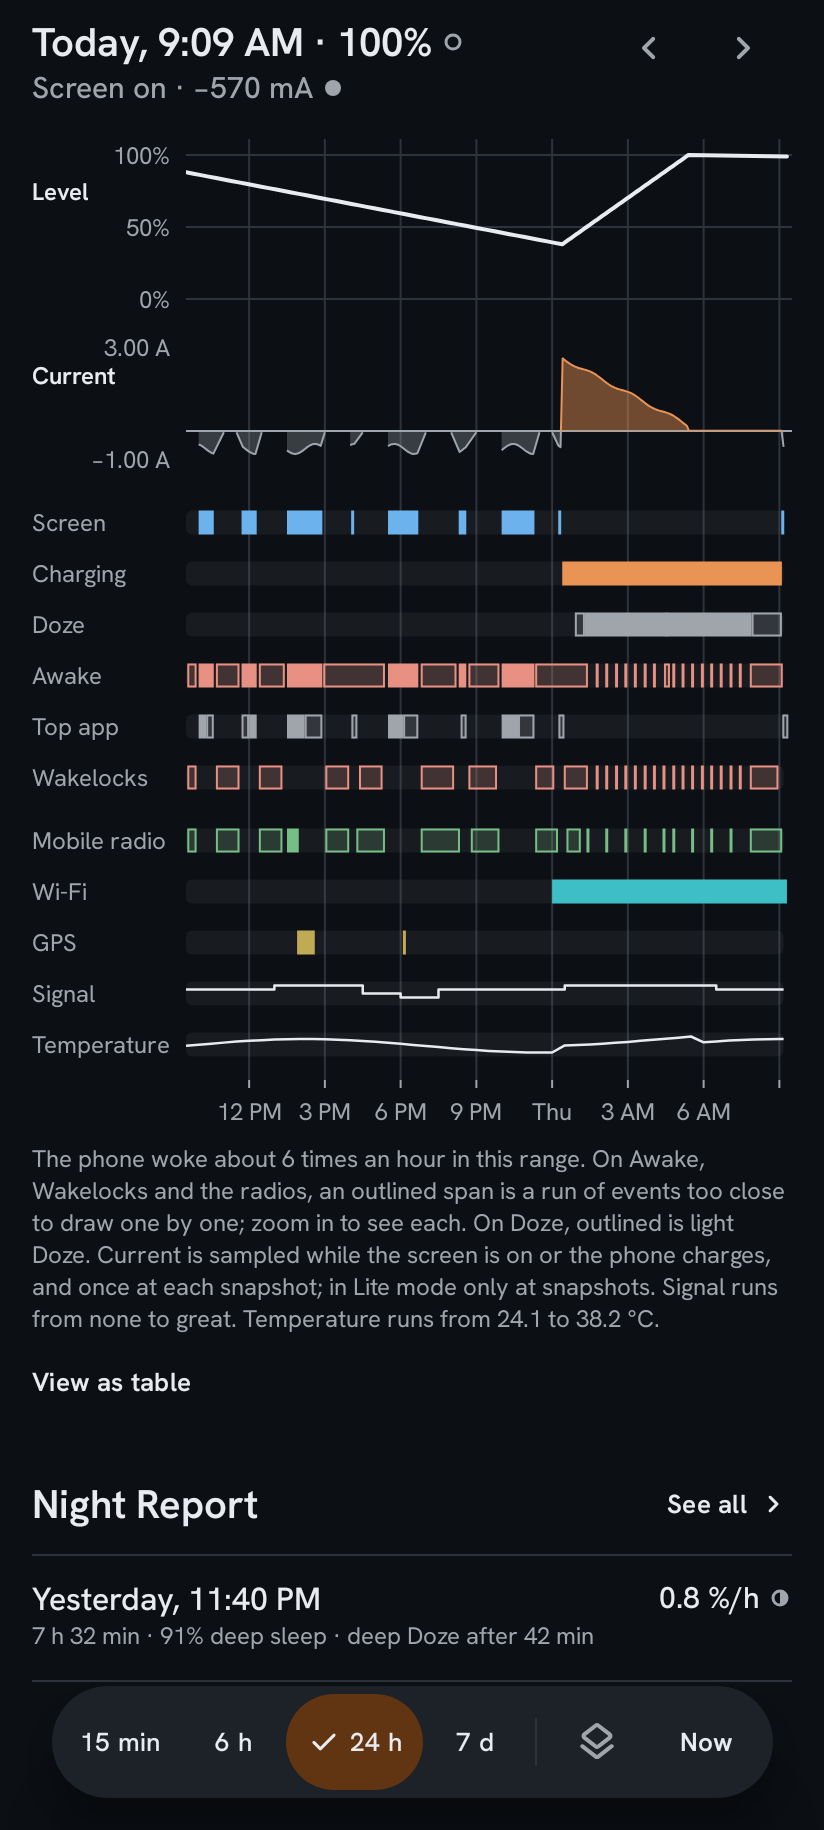 Today, 9:09 AM · 100%
Screen on · −570 mA
100%
Level
50%
0%
3.00 A
Current
−1.00 A
Screen
Charging
Doze
Awake
Top app
Wakelocks
Mobile radio
Wi-Fi
GPS
Signal
Temperature
12 PM 3 PM 6 PM 9 PM Thu 3 AM 6 AM
The phone woke about 6 times an hour in this range. On Awake,
Wakelocks and the radios, an outlined span is a run of events too close
to draw one by one; zoom in to see each. On Doze, outlined is light
Doze. Current is sampled while the screen is on or the phone charges,
and once at each snapshot; in Lite mode only at snapshots. Signal runs
from none to great. Temperature runs from 24.1 to 38.2 °C.
View as table
Night Report
See all
Yesterday, 11:40 PM
0.8 %/h
7 h 32 min · 91% deep sleep · deep Doze after 42 min
15 min 6 h 24 h 7 d Now